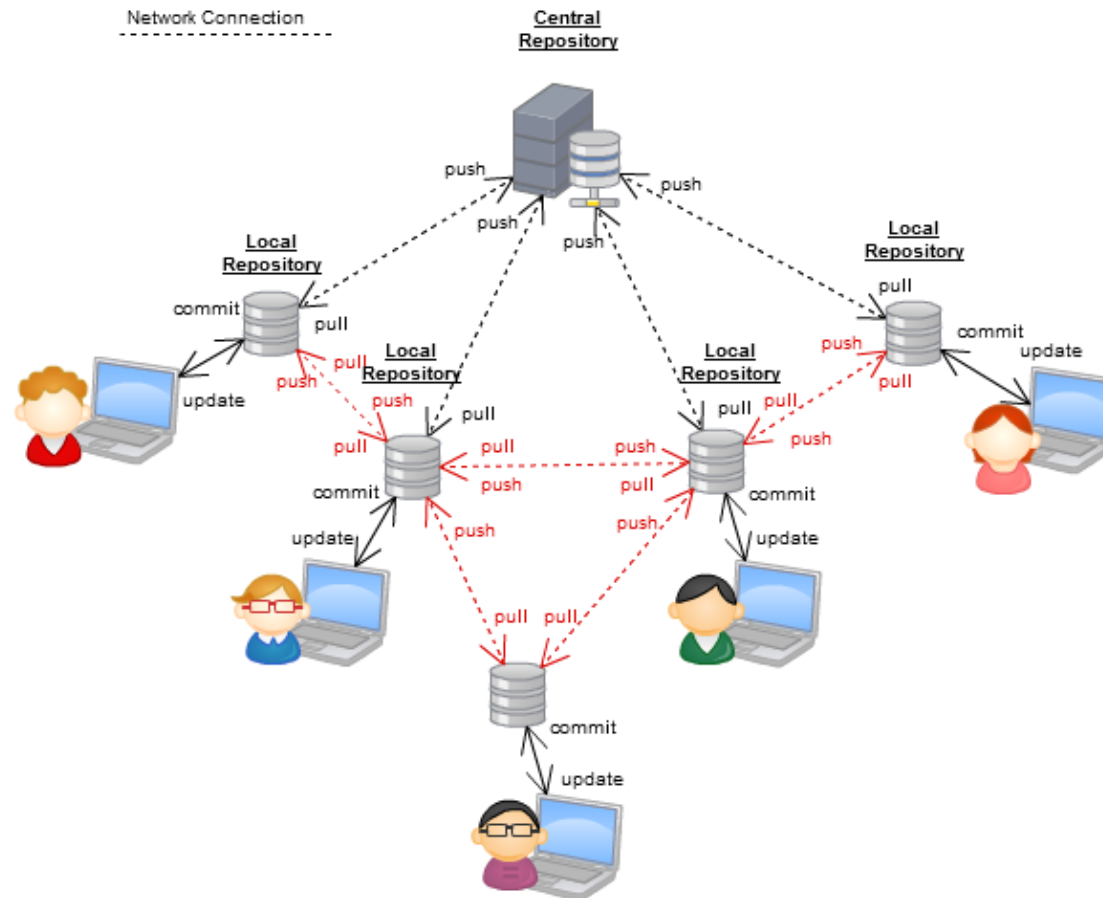 Network Connection
Central
Repository
push
push
push
push
Local
Repository
Local
Repository
commit
pull
pull
commit
update
pull
push
Local
Repository
Local
Repository
push
pull
update
push
pull
pull
pull
pull
push
pull
push
push
pull
commit
push
push
commit
update
update
pull
pull
commit
update